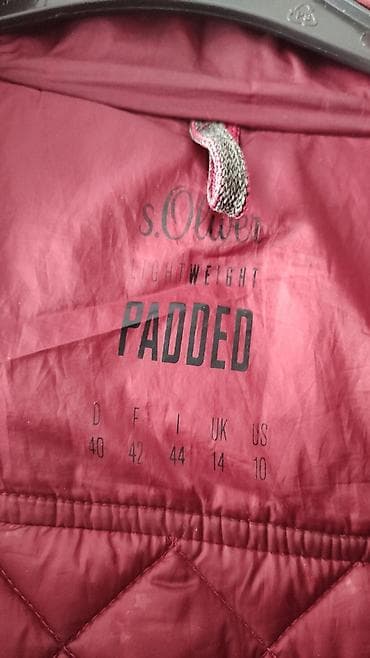 s.Oliver
LIGHTWEIGHT
PADDED
D F I UK US
40 42 44 14 10